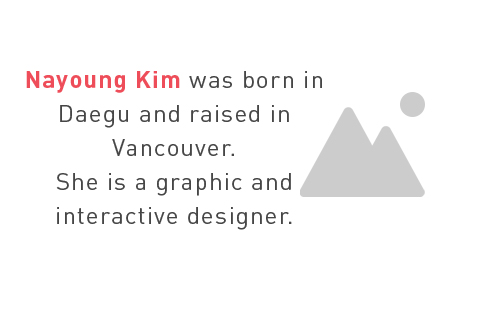 Nayoung Kim was born in
Daegu and raised in
Vancouver.
She is a graphic and
interactive designer.